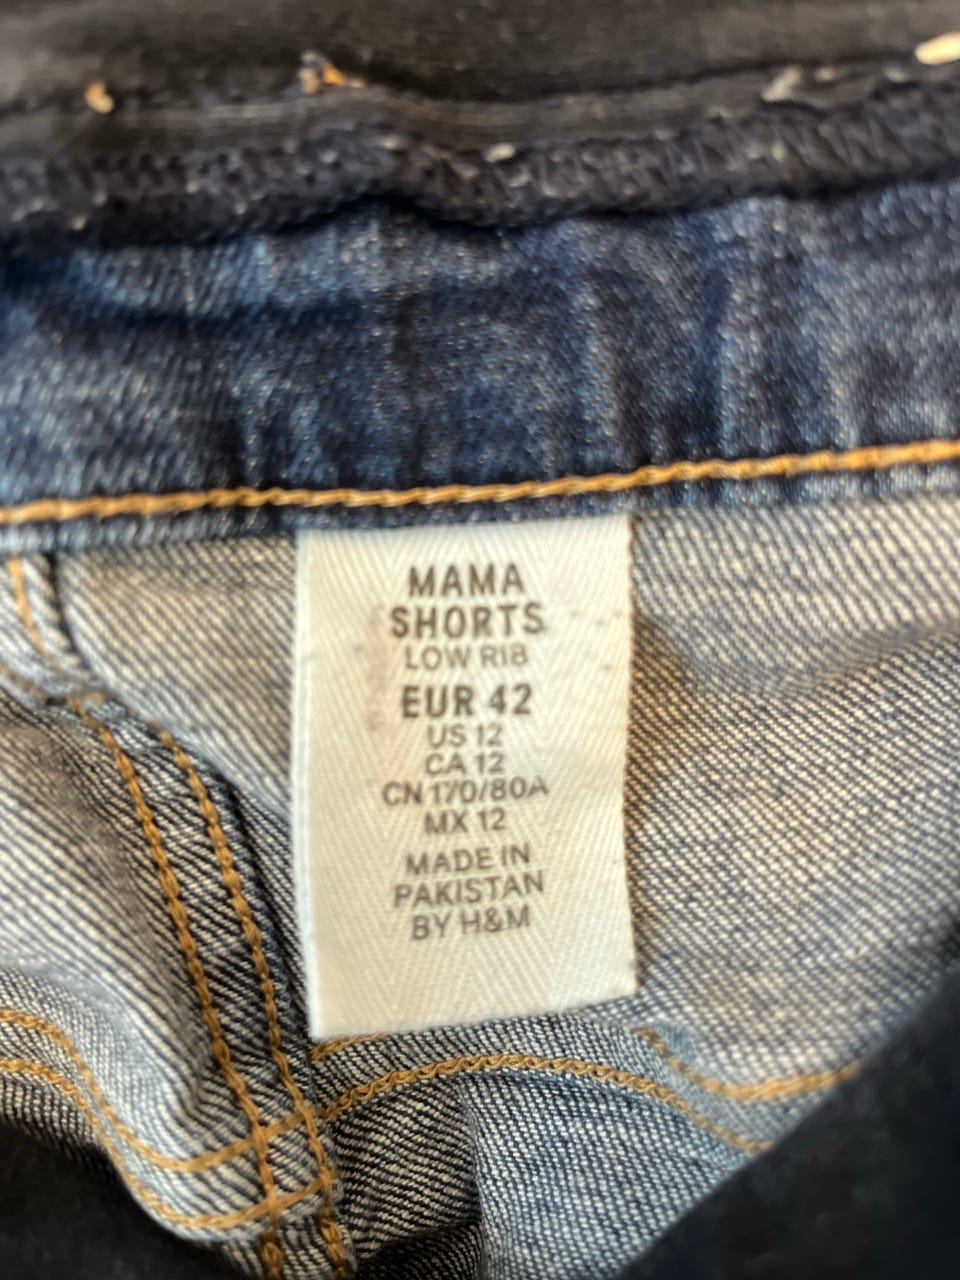 MAMA
SHORTS
LOW RIB
EUR 42
US 12
CA 12
CN 170/80A
MX 12
MADE IN
PAKISTAN
BY H&M